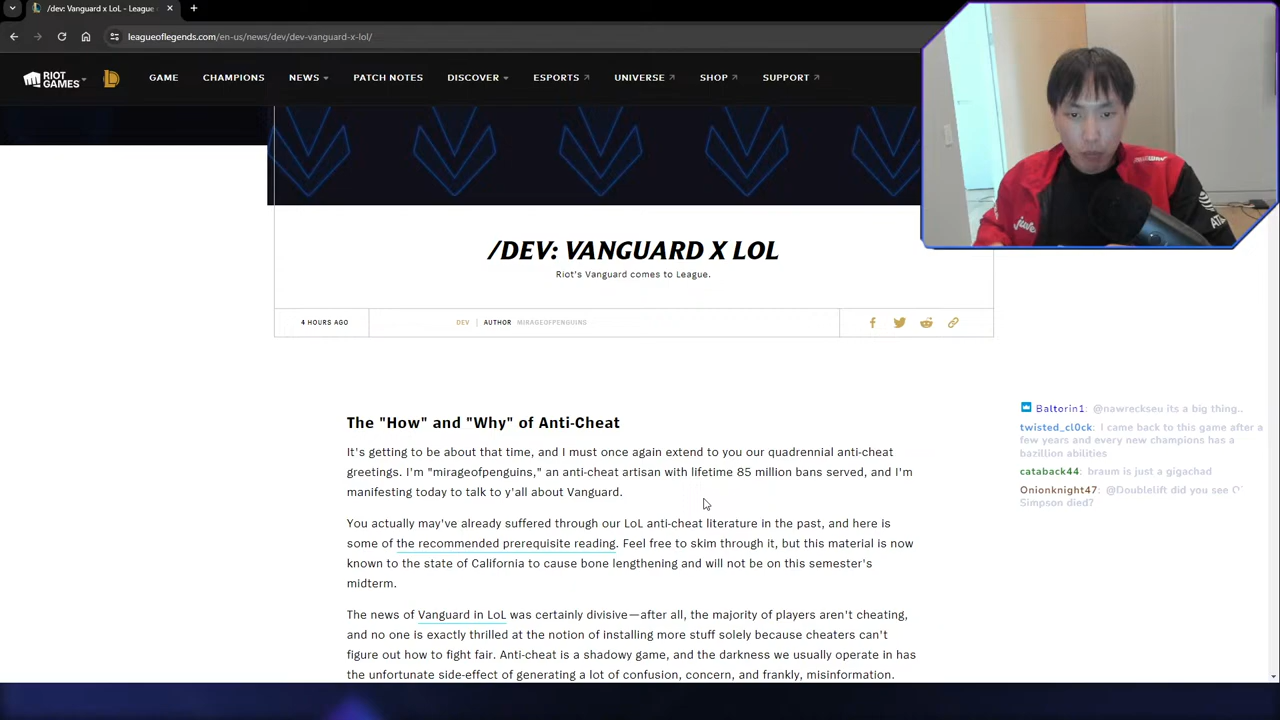 /dev: Vanguard x LoL - League
leagueoflegends.com/en-us/news/dev/dev-vanguard-x-lol/
RIOT GAMES
GAME
CHAMPIONS
NEWS
PATCH NOTES
DISCOVER
ESPORTS
UNIVERSE
SHOP
SUPPORT
/DEV: VANGUARD X LOL
Riot's Vanguard comes to League.
4 HOURS AGO
DEV | AUTHOR MIRAGEOFPENGUINS
The "How" and "Why" of Anti-Cheat
It's getting to be about that time, and I must once again extend to you our quadrennial anti-cheat
greetings. I'm "mirageofpenguins," an anti-cheat artisan with lifetime 85 million bans served, and I'm
manifesting today to talk to y'all about Vanguard.
You actually may've already suffered through our LoL anti-cheat literature in the past, and here is
some of the recommended prerequisite reading. Feel free to skim through it, but this material is now
known to the state of California to cause bone lengthening and will not be on this semester's
midterm.
The news of Vanguard in LoL was certainly divisive—after all, the majority of players aren't cheating,
and no one is exactly thrilled at the notion of installing more stuff solely because cheaters can't
figure out how to fight fair. Anti-cheat is a shadowy game, and the darkness we usually operate in has
the unfortunate side-effect of generating a lot of confusion, concern, and frankly, misinformation.
Baltorin1: @nawreckseu its a big thing..
twisted_cl0ck: I came back to this game after a
few years and every new champions has a
bazillion abilities
cataback44: braum is just a gigachad
Onionknight47: @Doublelift did you see O
Simpson died?